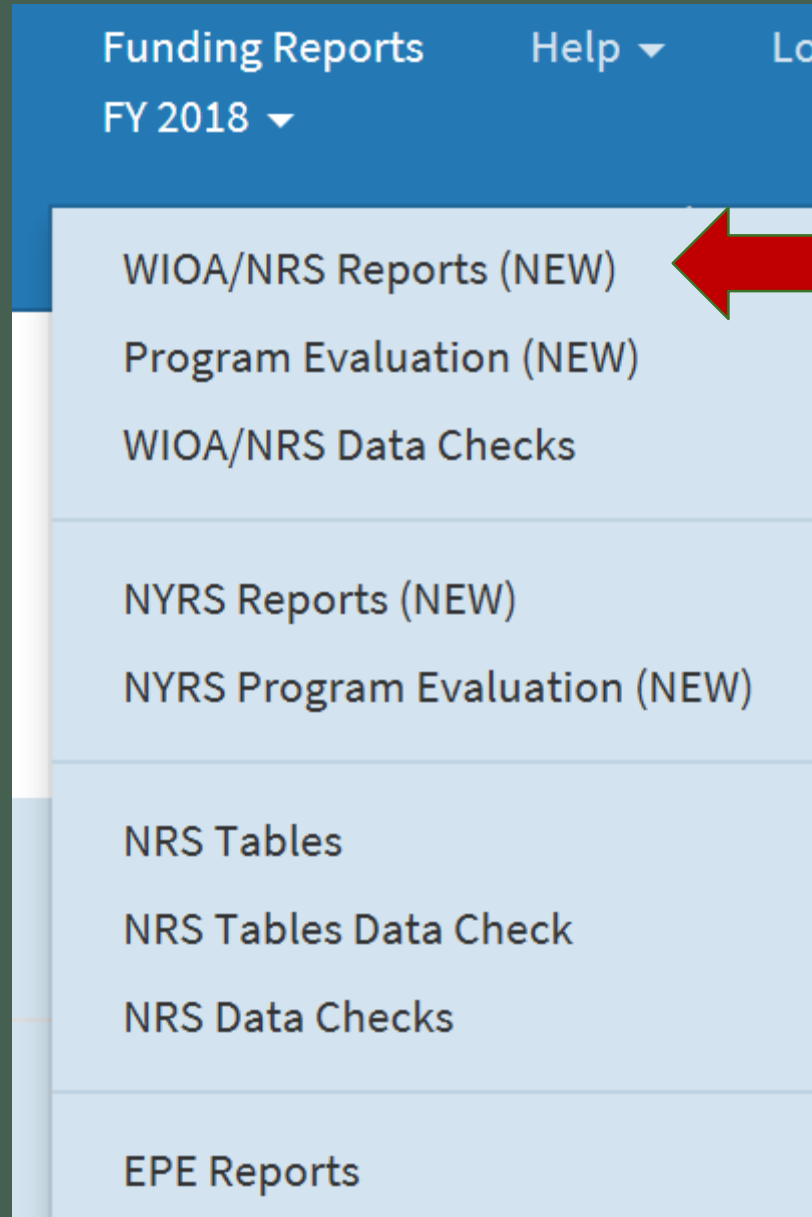 Funding Reports Help
FY 2018
WIOA/NRS Reports (NEW)
Program Evaluation (NEW)
WIOA/NRS Data Checks
NYRS Reports (NEW)
NYRS Program Evaluation (NEW)
NRS Tables
NRS Tables Data Check
NRS Data Checks
EPE Reports